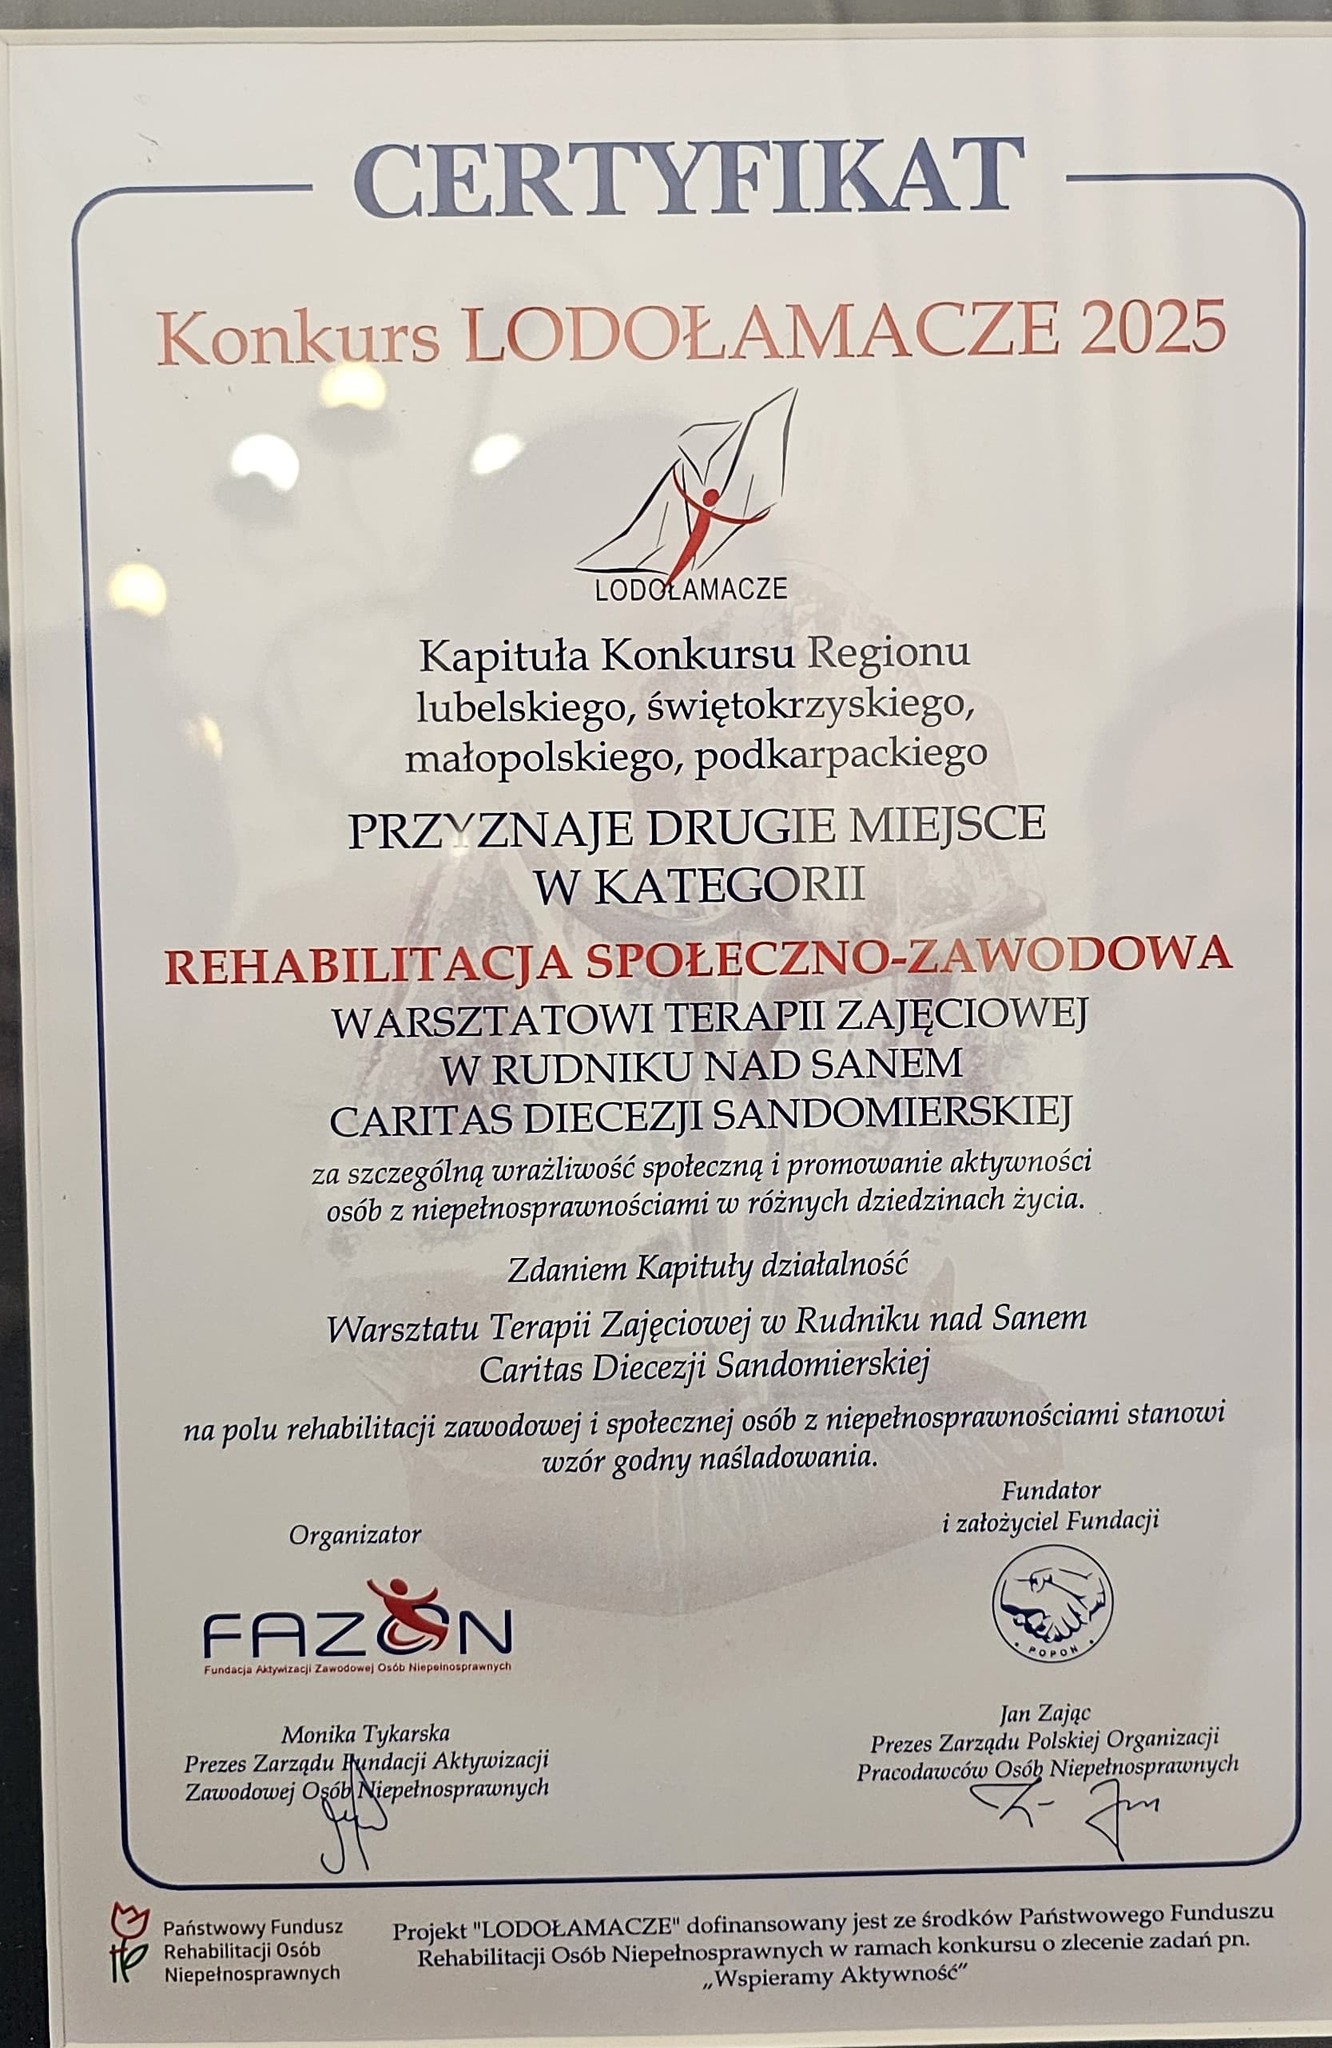 CERTYFIKAT
Konkurs LODOŁAMACZE 2025
LODOŁAMACZE
Kapituła Konkursu Regionu
lubelskiego, świętokrzyskiego,
małopolskiego, podkarpackiego
PRZYZNAJE DRUGIE MIEJSCE
W KATEGORII
REHABILITACJA SPOŁECZNO-ZAWODOWA
WARSZTATOWI TERAPII ZAJĘCIOWEJ
W RUDNIKU NAD SANEM
CARITAS DIECEZJI SANDOMIERSKIEJ
za szczególną wrażliwość społeczną i promowanie aktywności
osób z niepełnosprawnościami w różnych dziedzinach życia.
Zdaniem Kapituły działalność
Warsztatu Terapii Zajęciowej w Rudniku nad Sanem
Caritas Diecezji Sandomierskiej
na polu rehabilitacji zawodowej i społecznej osób z niepełnosprawnościami stanowi
wzór godny naśladowania.
Organizator
FAZON
Fundacja Aktywizacji Zawodowej Osób Niepełnosprawnych
Monika Tykarska
Prezes Zarządu Fundacji Aktywizacji
Zawodowej Osób Niepełnosprawnych
Fundator
i założyciel Fundacji
POPON
Jan Zając
Prezes Zarządu Polskiej Organizacji
Pracodawców Osób Niepełnosprawnych
Państwowy Fundusz
Rehabilitacji Osób
Niepełnosprawnych
Projekt "LODOŁAMACZE" dofinansowany jest ze środków Państwowego Funduszu
Rehabilitacji Osób Niepełnosprawnych w ramach konkursu o zlecenie zadań pn.
„Wspieramy Aktywność”